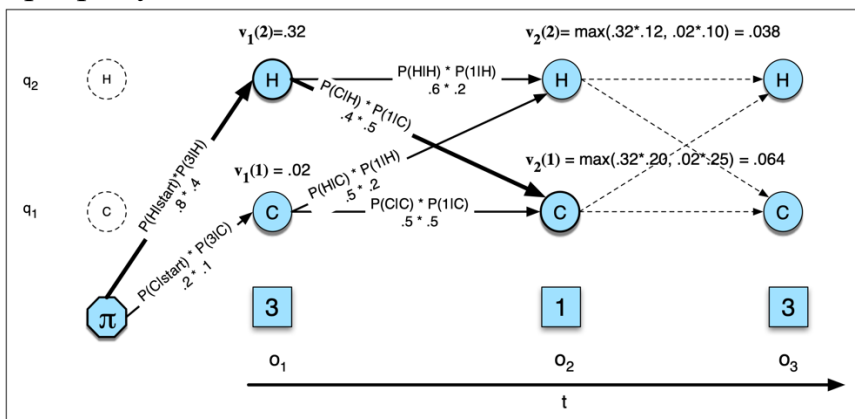 v₁(2)=.32
v₂(2)= max(.32*.12, .02*.10) = .038
q₂
H
H
P(H|H) * P(1|H)
.6 * .2
H
H
P(C|H) * P(1|C)
.4 * .5
P(H|start)*P(3|H)
.8 * .4
v₁(1) = .02
P(H|C) * P(1|H)
.5 * .2
v₂(1) = max(.32*.20, .02*.25) = .064
q₁
C
C
P(C|C) * P(1|C)
.5 * .5
C
C
P(C|start) * P(3|C)
.2 * .1
π
3
1
3
o₁
o₂
o₃
t